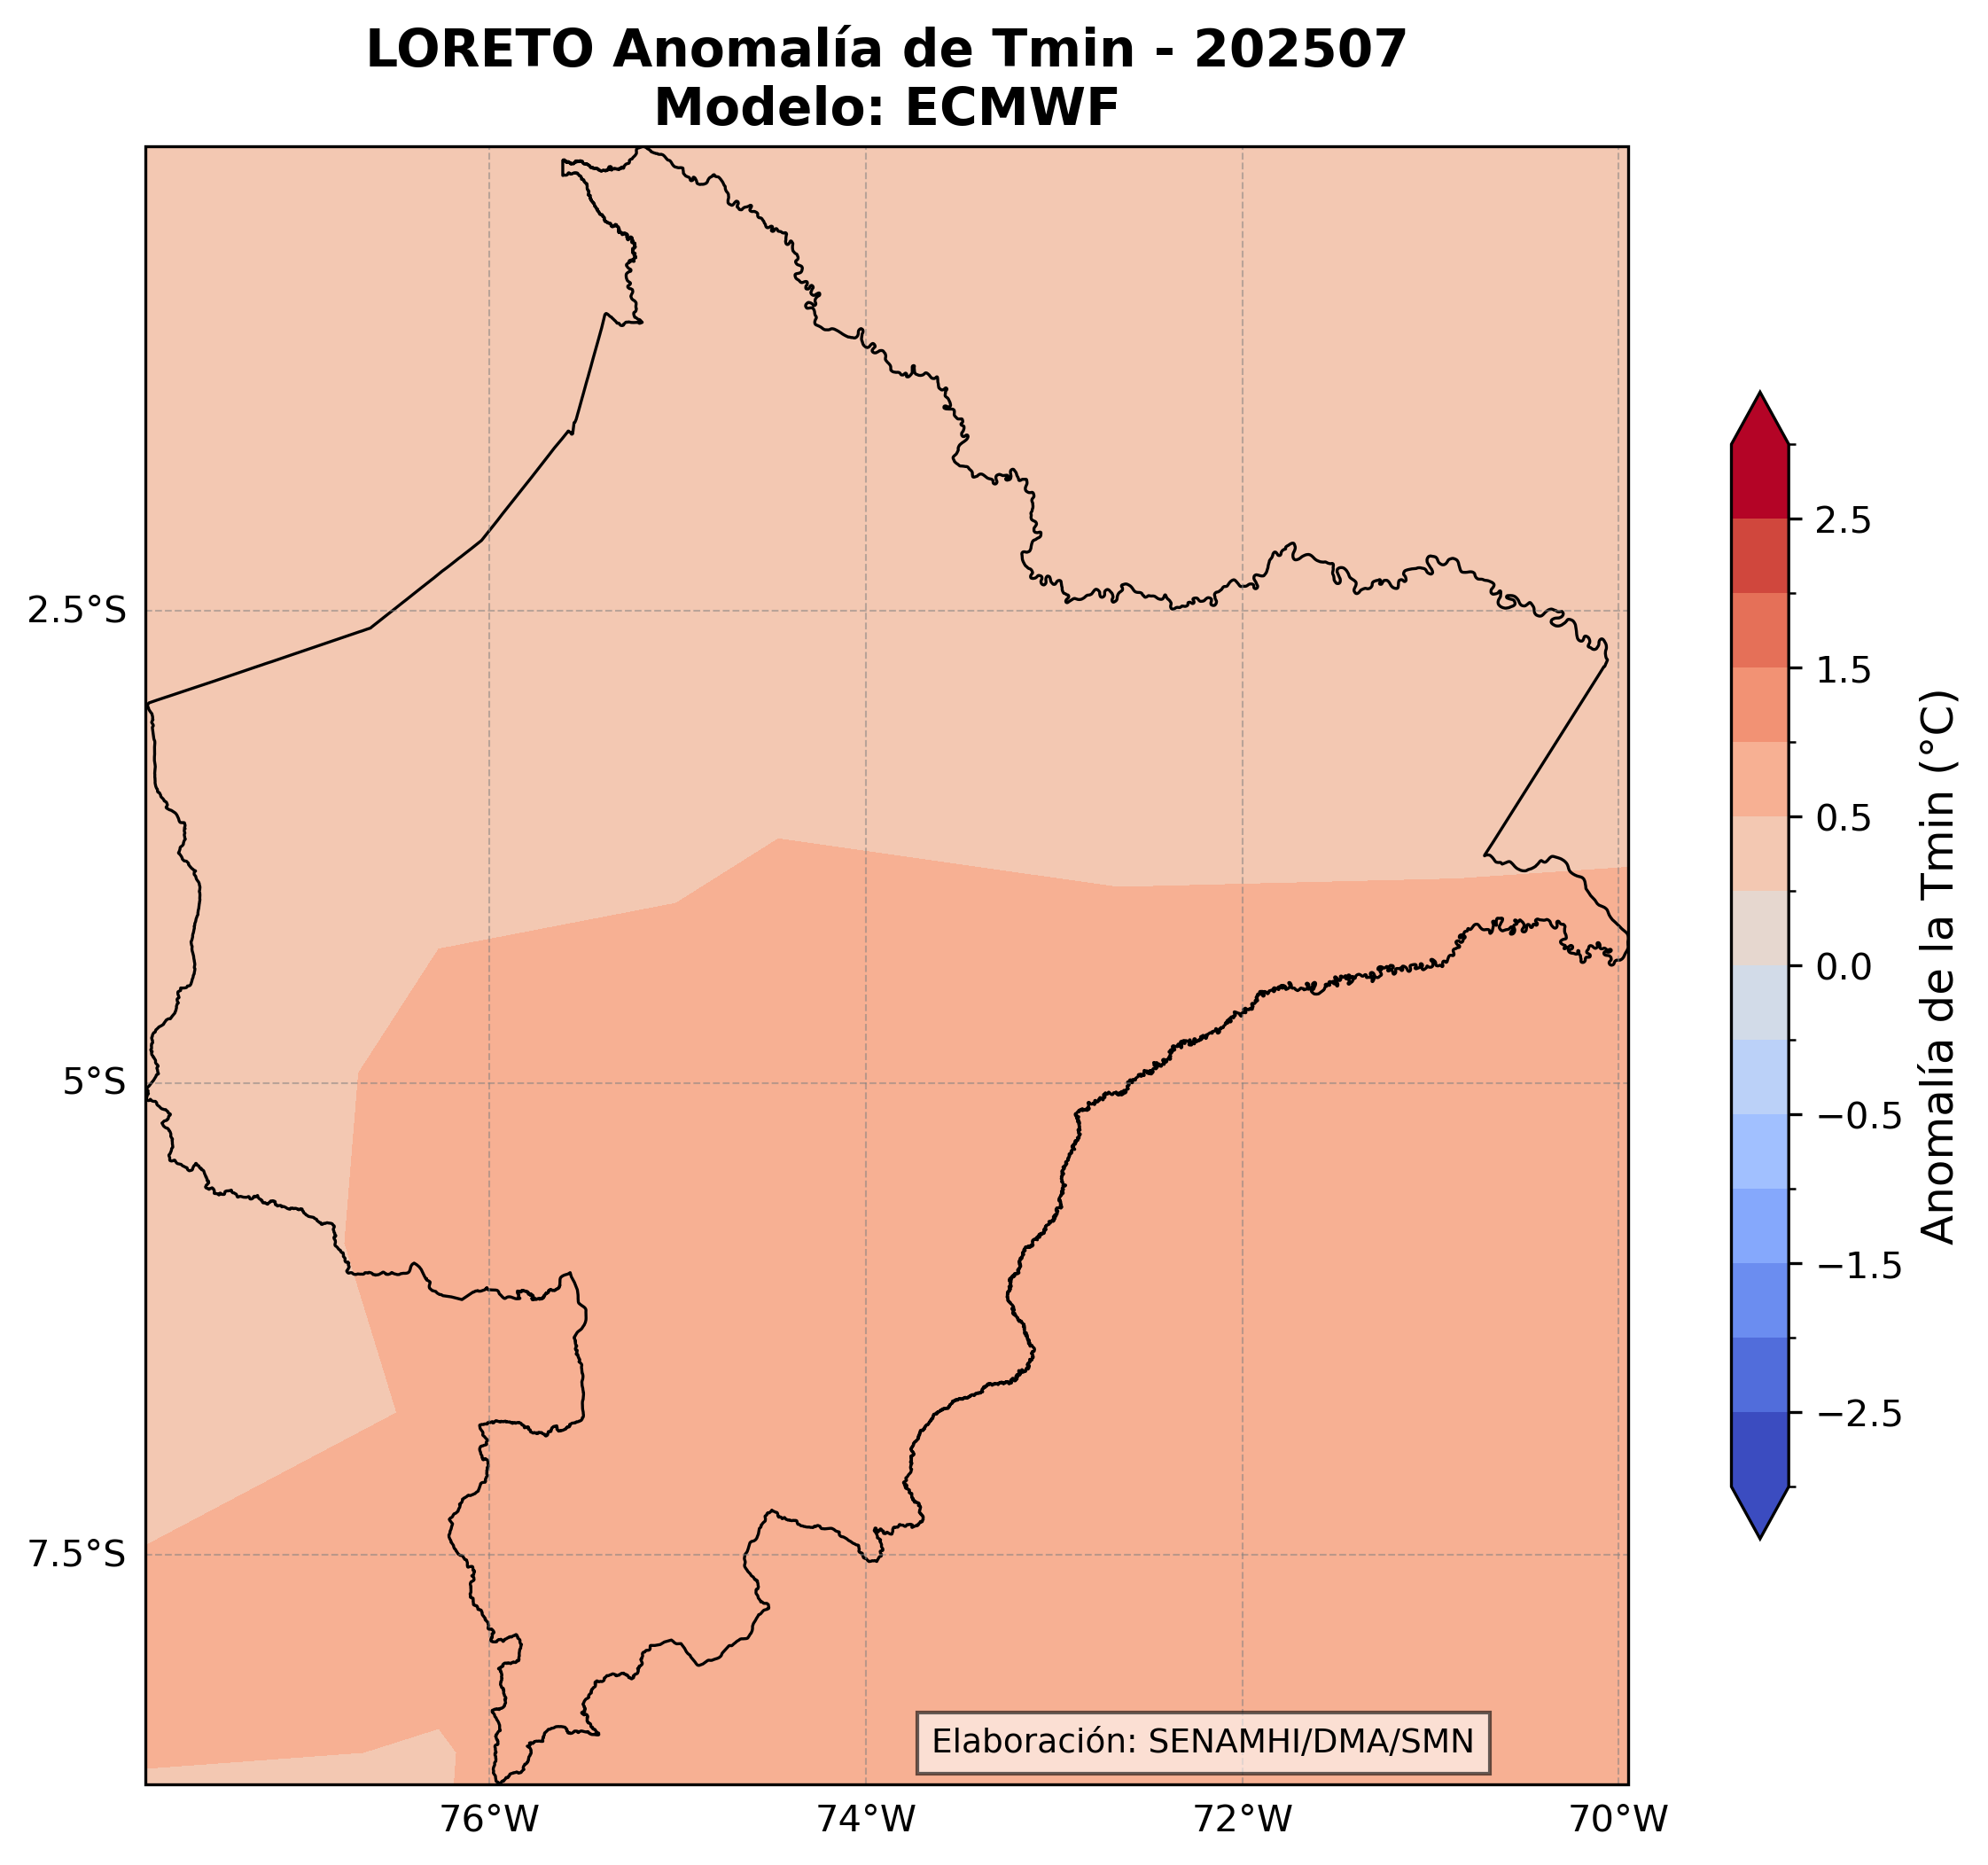 LORETO Anomalía de Tmin - 202507
Modelo: ECMWF
2.5°S
5°S
7.5°S
76°W
74°W
72°W
70°W
Elaboración: SENAMHI/DMA/SMN
2.5
1.5
0.5
0.0
−0.5
−1.5
−2.5
Anomalía de la Tmin (°C)